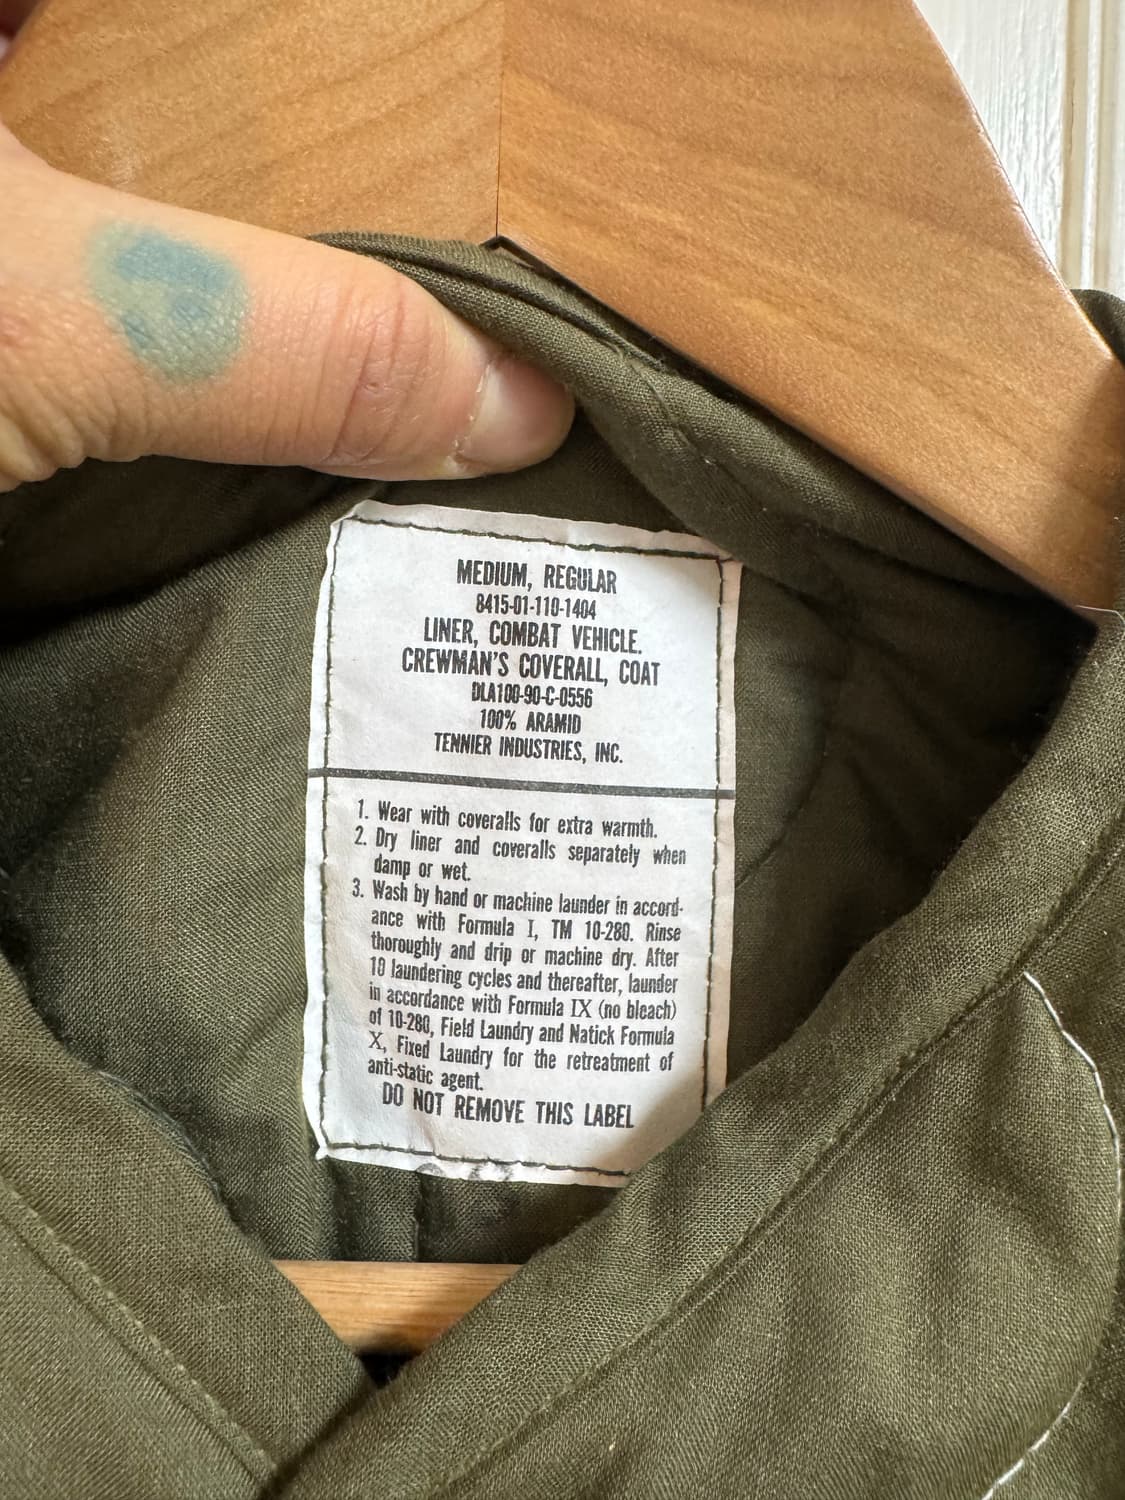 MEDIUM, REGULAR
8415-01-110-1404
LINER, COMBAT VEHICLE.
CREWMAN'S COVERALL, COAT
DLA100-90-C-0556
100% ARAMID
TENNIER INDUSTRIES, INC.
1. Wear with coveralls for extra warmth.
2. Dry liner and coveralls separately when
damp or wet.
3. Wash by hand or machine launder in accord-
ance with Formula I, TM 10-280. Rinse
thoroughly and drip or machine dry. After
10 laundering cycles and thereafter, launder
in accordance with Formula IX (no bleach)
of 10-280, Field Laundry and Natick Formula
X, Fixed Laundry for the retreatment of
anti-static agent.
DO NOT REMOVE THIS LABEL